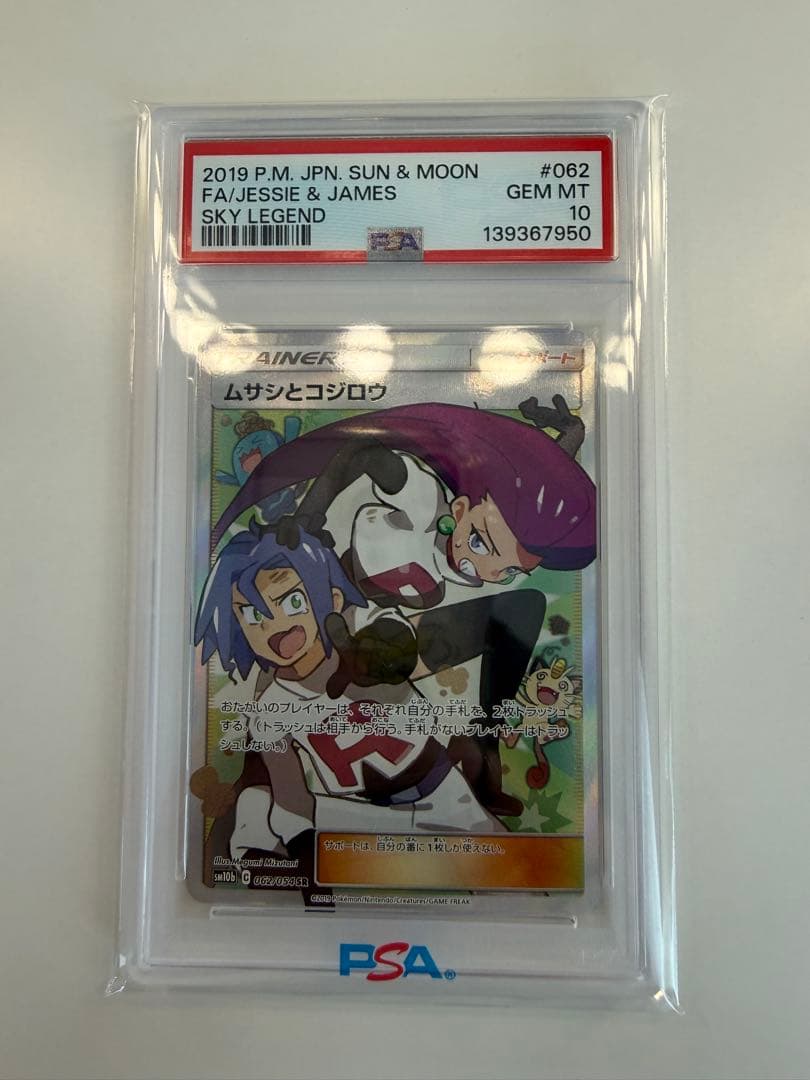 2019 P.M. JPN. SUN & MOON #062
FA/JESSIE & JAMES GEM MT
SKY LEGEND 10
PSA 139367950
TRAINER サポート
ムサシとコジロウ
おたがいのプレイヤーは、それぞれ自分の手札を、2枚トラッシュ
する。（トラッシュは相手から行う。手札がないプレイヤーはトラッ
シュしない。）
サポートは、自分の番に1枚しか使えない。
Illus. Megumi Mizutani
SM10b C 062/054 SR
©2019 Pokémon/Nintendo/Creatures/GAME FREAK
PSA®